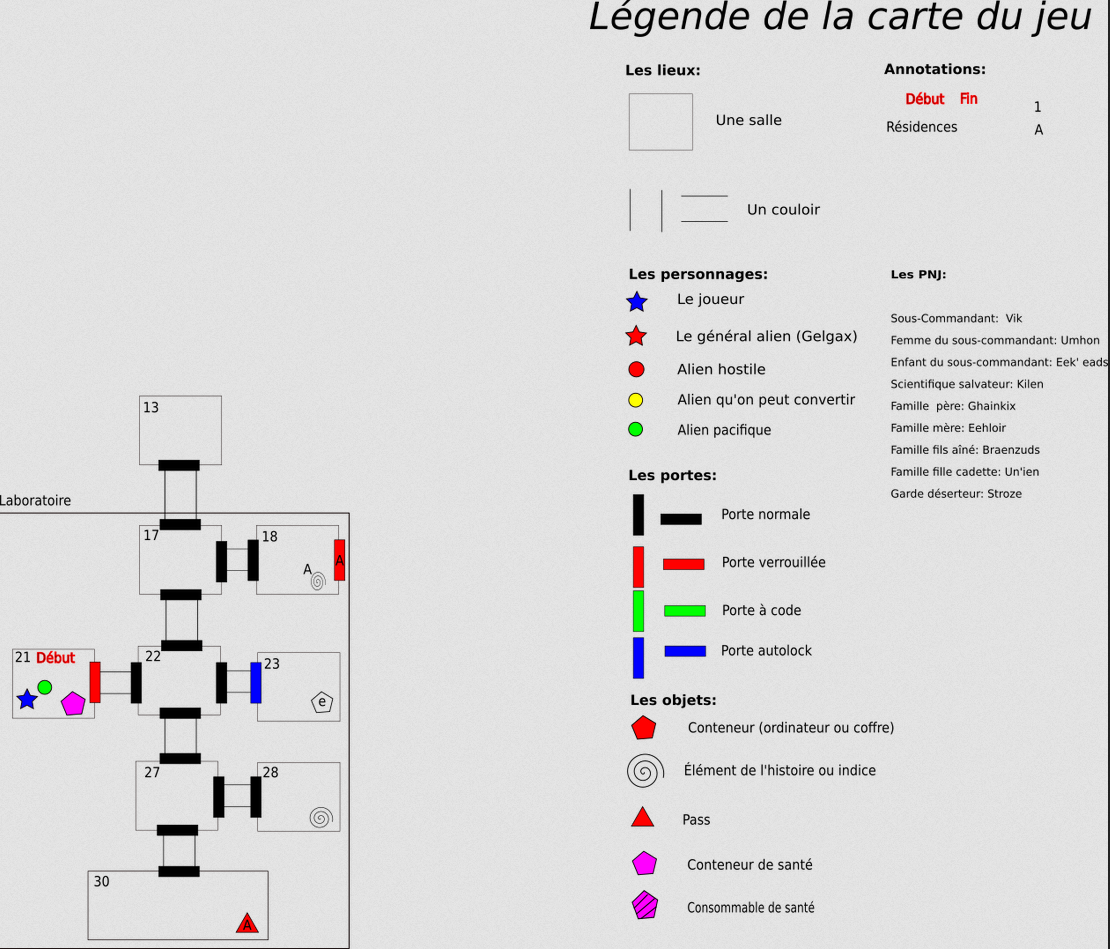 Légende de la carte du jeu
Les lieux:
Une salle
Un couloir
Annotations:
Début Fin
1
Résidences
A
Les personnages:
Le joueur
Le général alien (Gelgax)
Alien hostile
Alien qu'on peut convertir
Alien pacifique
Les PNJ:
Sous-Commandant: Vik
Femme du sous-commandant: Umhon
Enfant du sous-commandant: Eek' eads
Scientifique salvateur: Kilen
Famille père: Ghainkix
Famille mère: Eehloir
Famille fils aîné: Braenzuds
Famille fille cadette: Un'ien
Garde déserteur: Stroze
Les portes:
Porte normale
Porte verrouillée
Porte à code
Porte autolock
Les objets:
Conteneur (ordinateur ou coffre)
Élément de l'histoire ou indice
Pass
Conteneur de santé
Consommable de santé
13
Laboratoire
17
18
A
A
21 Début
22
23
e
27
28
30
A